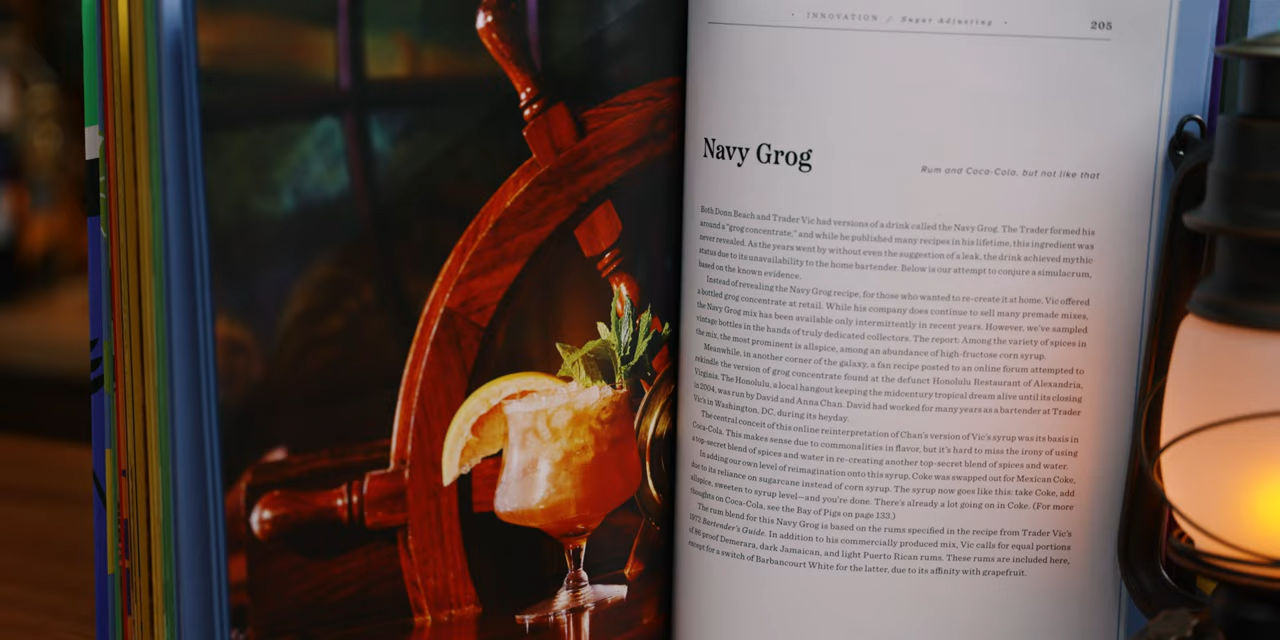 · INNOVATION / Sugar Adjusting ·
205
Navy Grog
Rum and Coca-Cola, but not like that
Both Donn Beach and Trader Vic had versions of a drink called the Navy Grog. The Trader formed his
around a “grog concentrate,” and while he published many recipes in his lifetime, this ingredient was
never revealed. As the years went by without even the suggestion of a leak, the drink achieved mythic
status due to its unavailability to the home bartender. Below is our attempt to conjure a simulacrum,
based on the known evidence.
Instead of revealing the Navy Grog recipe, for those who wanted to re-create it at home, Vic offered
a bottled grog concentrate at retail. While his company does continue to sell many premade mixes,
the Navy Grog mix has been available only intermittently in recent years. However, we’ve sampled
vintage bottles in the hands of truly dedicated collectors. The report: Among the variety of spices in
the mix, the most prominent is allspice, among an abundance of high-fructose corn syrup.
Meanwhile, in another corner of the galaxy, a fan recipe posted to an online forum attempted to
rekindle the version of grog concentrate found at the defunct Honolulu Restaurant of Alexandria,
Virginia. The Honolulu, a local hangout keeping the midcentury tropical dream alive until its closing
in 2004, was run by David and Anna Chan. David had worked for many years as a bartender at Trader
Vic’s in Washington, DC, during its heyday.
The central conceit of this online reinterpretation of Chan’s version of Vic’s syrup was its basis in
Coca-Cola. This makes sense due to commonalities in flavor, but it’s hard to miss the irony of using
a top-secret blend of spices and water in re-creating another top-secret blend of spices and water.
In adding our own level of reimagination onto this syrup, Coke was swapped out for Mexican Coke,
due to its reliance on sugarcane instead of corn syrup. The syrup now goes like this: take Coke, add
allspice, sweeten to syrup level—and you’re done. There’s already a lot going on in Coke. (For more
thoughts on Coca-Cola, see the Bay of Pigs on page 133.)
The rum blend for this Navy Grog is based on the rums specified in the recipe from Trader Vic’s
1972 Bartender’s Guide. In addition to his commercially produced mix, Vic calls for equal portions
of 86 proof Demerara, dark Jamaican, and light Puerto Rican rums. These rums are included here,
except for a switch of Barbancourt White for the latter, due to its affinity with grapefruit.